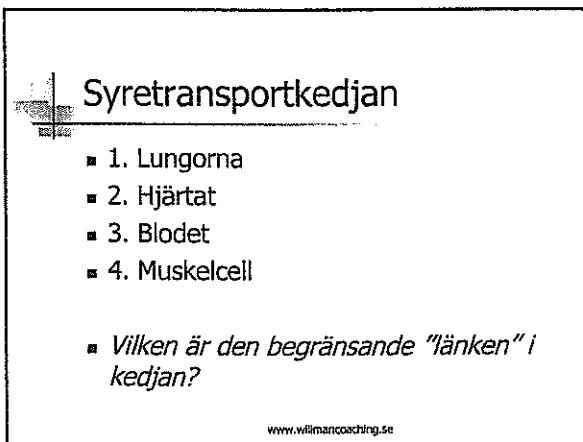 Syretransportkedjan
1. Lungorna
2. Hjärtat
3. Blodet
4. Muskelcell
Vilken är den begränsande "länken" i
kedjan?
www.willmancoaching.se